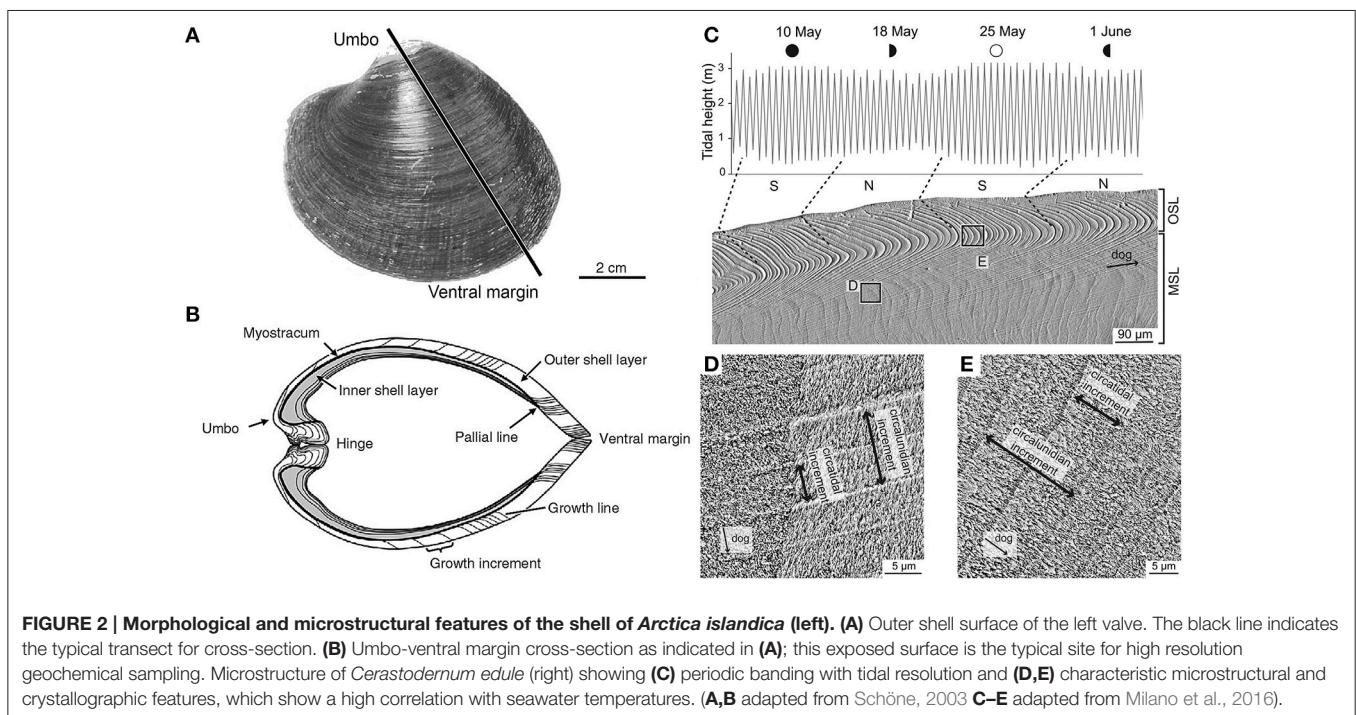 A
Umbo
Ventral margin
2 cm
B
Myostracum
Inner shell layer
Outer shell layer
Umbo
Hinge
Pallial line
Ventral margin
Growth line
Growth increment
C
10 May 18 May 25 May 1 June
Tidal height (m)
3
2
1
0
S N S N
OSL
MSL
E
D
dog
90 µm
D
circatidal
increment
circalunidian
increment
dog
5 µm
E
circatidal
increment
circalunidian
increment
dog
5 µm
FIGURE 2 | Morphological and microstructural features of the shell of Arctica islandica (left). (A) Outer shell surface of the left valve. The black line indicates
the typical transect for cross-section. (B) Umbo-ventral margin cross-section as indicated in (A); this exposed surface is the typical site for high resolution
geochemical sampling. Microstructure of Cerastodernum edule (right) showing (C) periodic banding with tidal resolution and (D,E) characteristic microstructural and
crystallographic features, which show a high correlation with seawater temperatures. (A,B adapted from Schöne, 2003 C–E adapted from Milano et al., 2016).